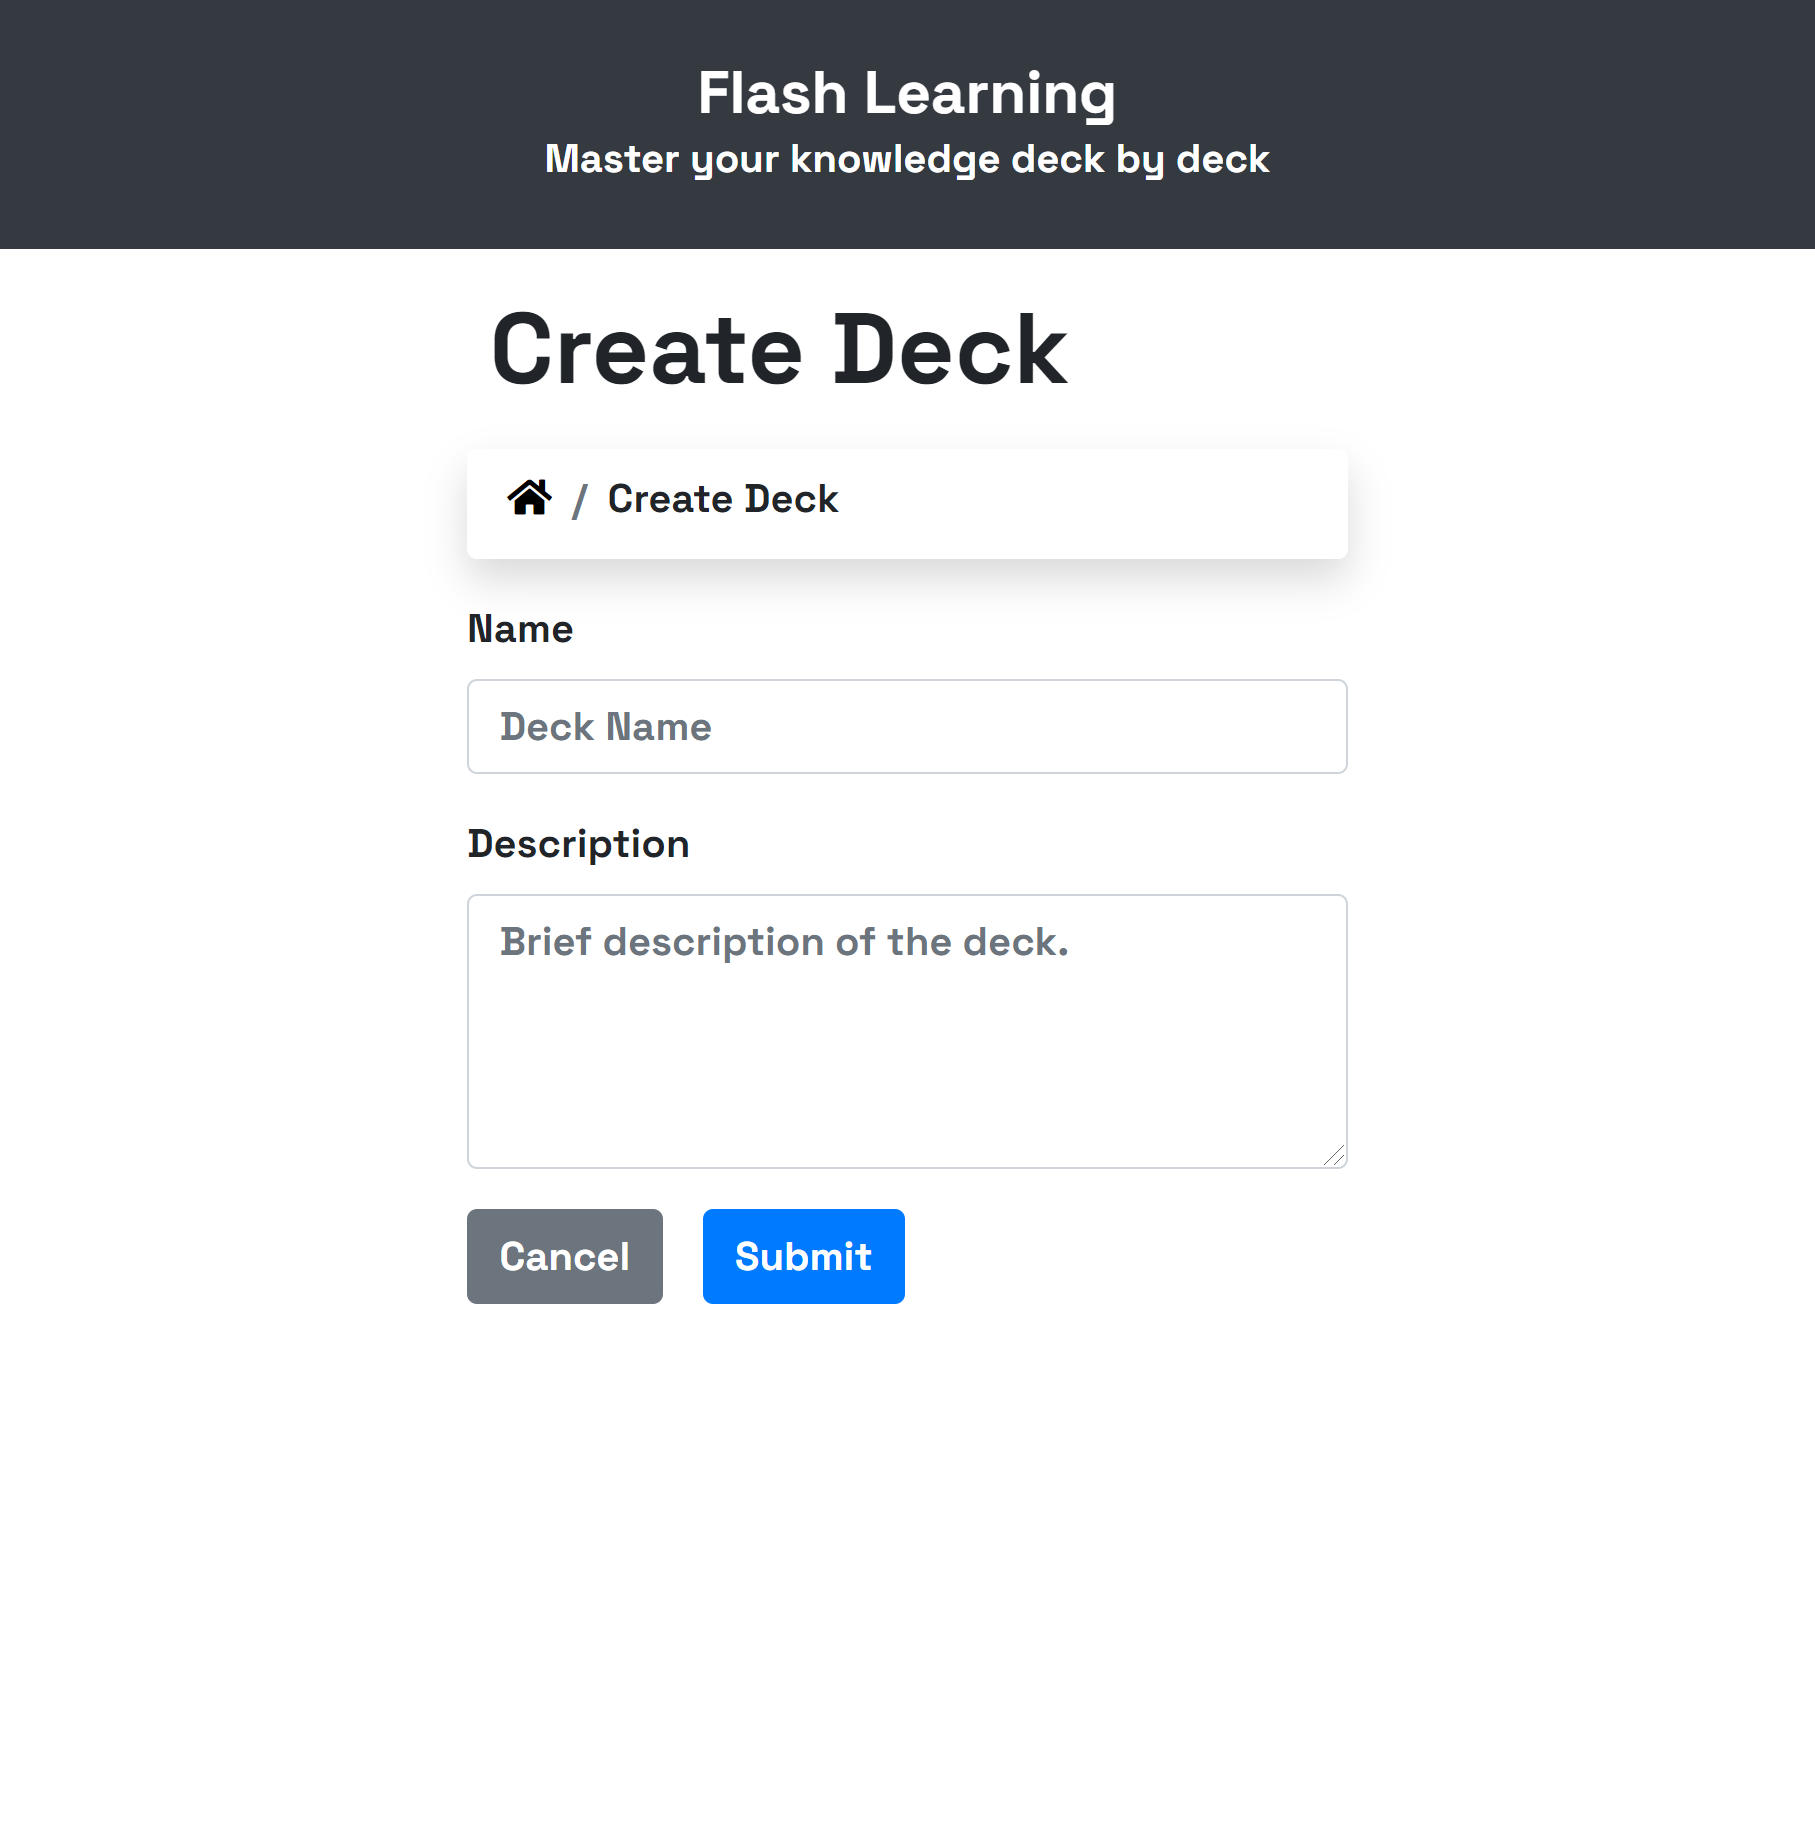 Flash Learning
Master your knowledge deck by deck
Create Deck
/ Create Deck
Name
Deck Name
Description
Brief description of the deck.
Cancel Submit